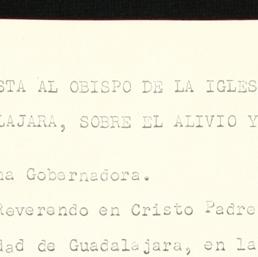 STA AL OBISPO DE LA IGLES
LAJARA, SOBRE EL ALIVIO Y
na Gobernadora.
Reverendo en Cristo Padre
dad de Guadalajara, en la